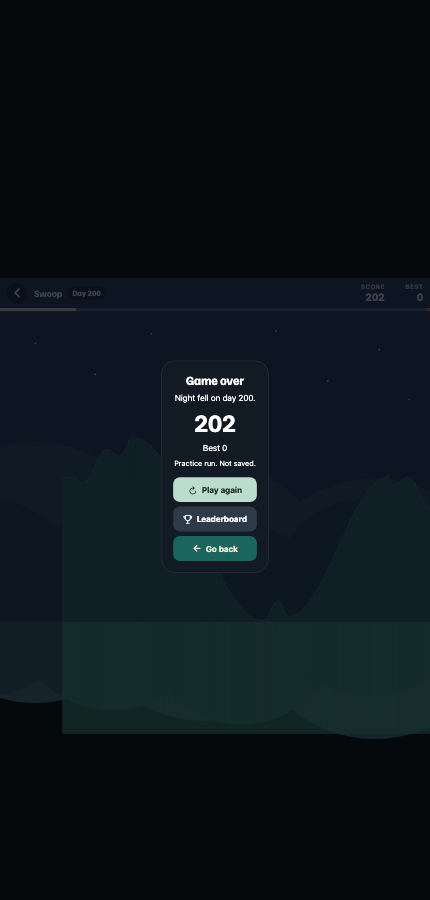 Swoop Day 200
SCORE BEST
202 0
Game over
Night fell on day 200.
202
Best 0
Practice run. Not saved.
Play again
Leaderboard
Go back